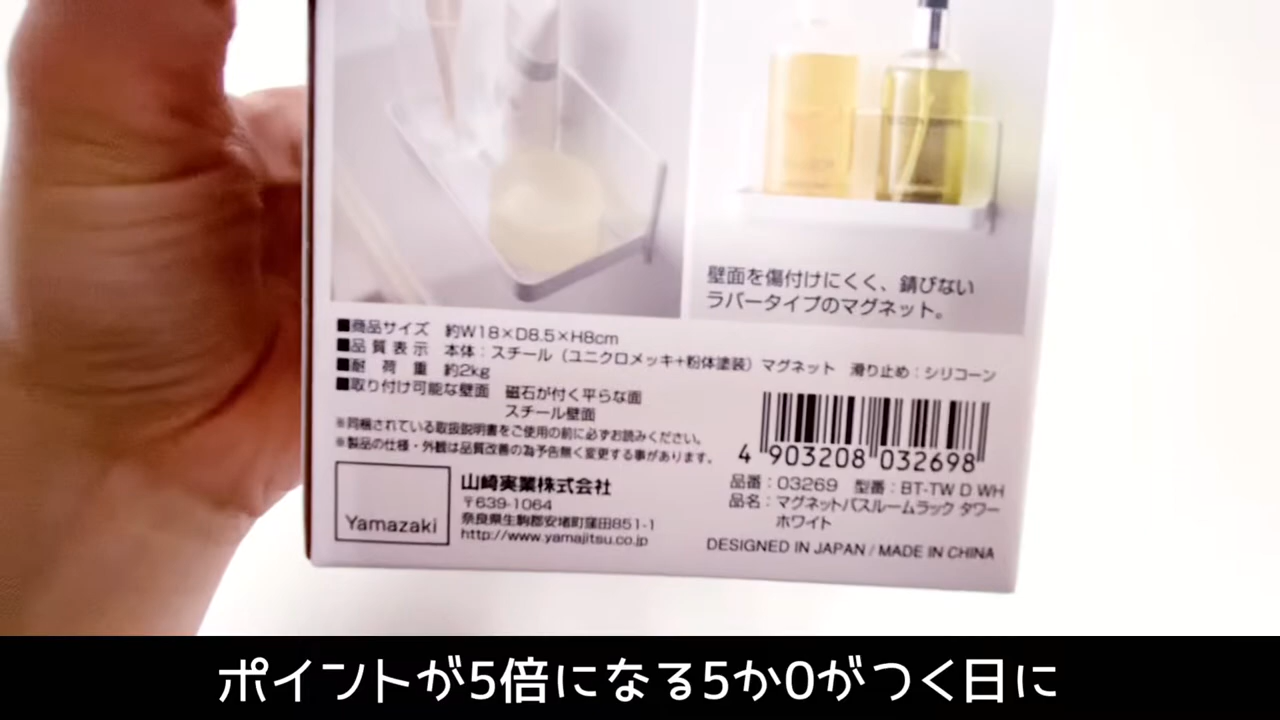 壁面を傷付けにくく、錆びない
ラバータイプのマグネット。
■商品サイズ 約W18×D8.5×H8cm
■品質表示 本体：スチール（ユニクロメッキ+粉体塗装）マグネット 滑り止め：シリコーン
■耐荷重 約2kg
■取り付け可能な壁面 磁石が付く平らな面
スチール壁面
※同梱されている取扱説明書をご使用の前に必ずお読みください。
※製品の仕様・外観は品質改善の為予告無く変更する事があります。
4 903208 032698
品番：03269 型番：BT-TW D WH
品名：マグネットバスルームラック タワー
ホワイト
Yamazaki
山崎実業株式会社
〒639-1064
奈良県生駒郡安堵町窪田851-1
http://www.yamajitsu.co.jp
DESIGNED IN JAPAN / MADE IN CHINA
ポイントが5倍になる5か0がつく日に